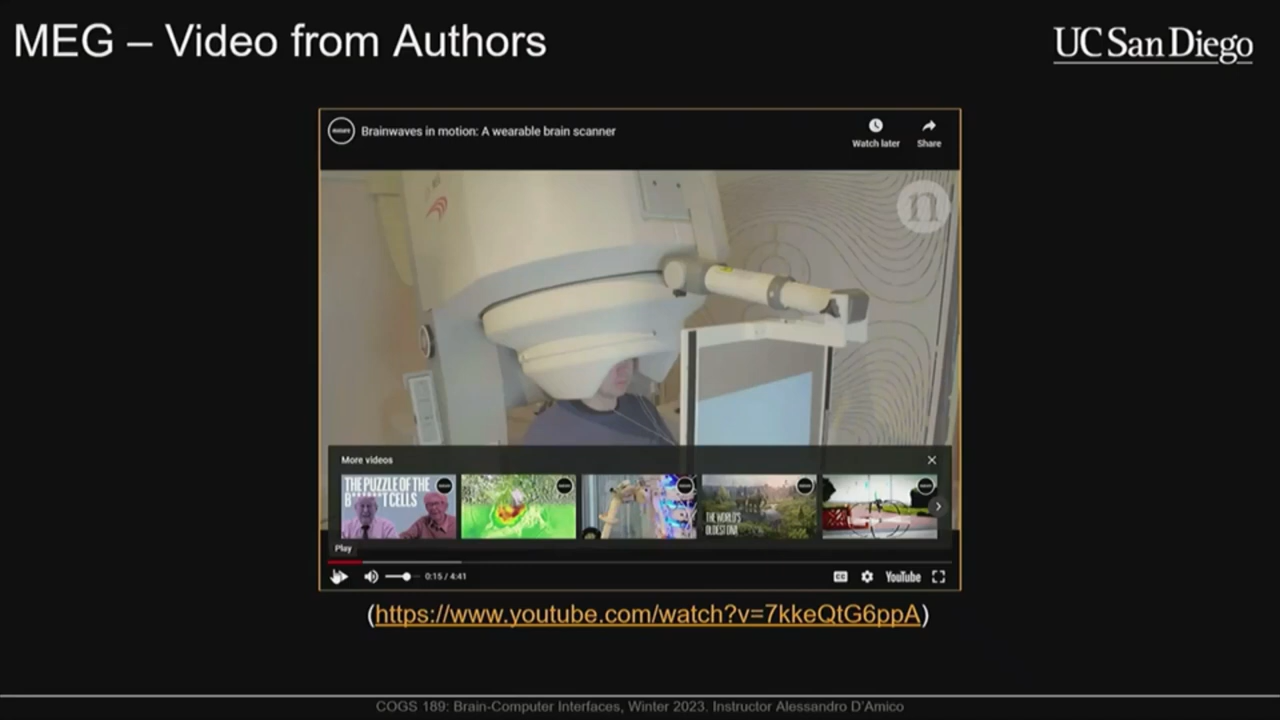 MEG – Video from Authors
UC San Diego
Brainwaves in motion: A wearable brain scanner
Watch later
Share
n
More videos
THE PUZZLE OF THE
T CELLS
THE WORLD'S
OLDEST
Play
0:15 / 4:41
CC
YouTube
(https://www.youtube.com/watch?v=7kkeQtG6ppA)
COGS 189: Brain-Computer Interfaces, Winter 2023. Instructor Alessandro D'Amico